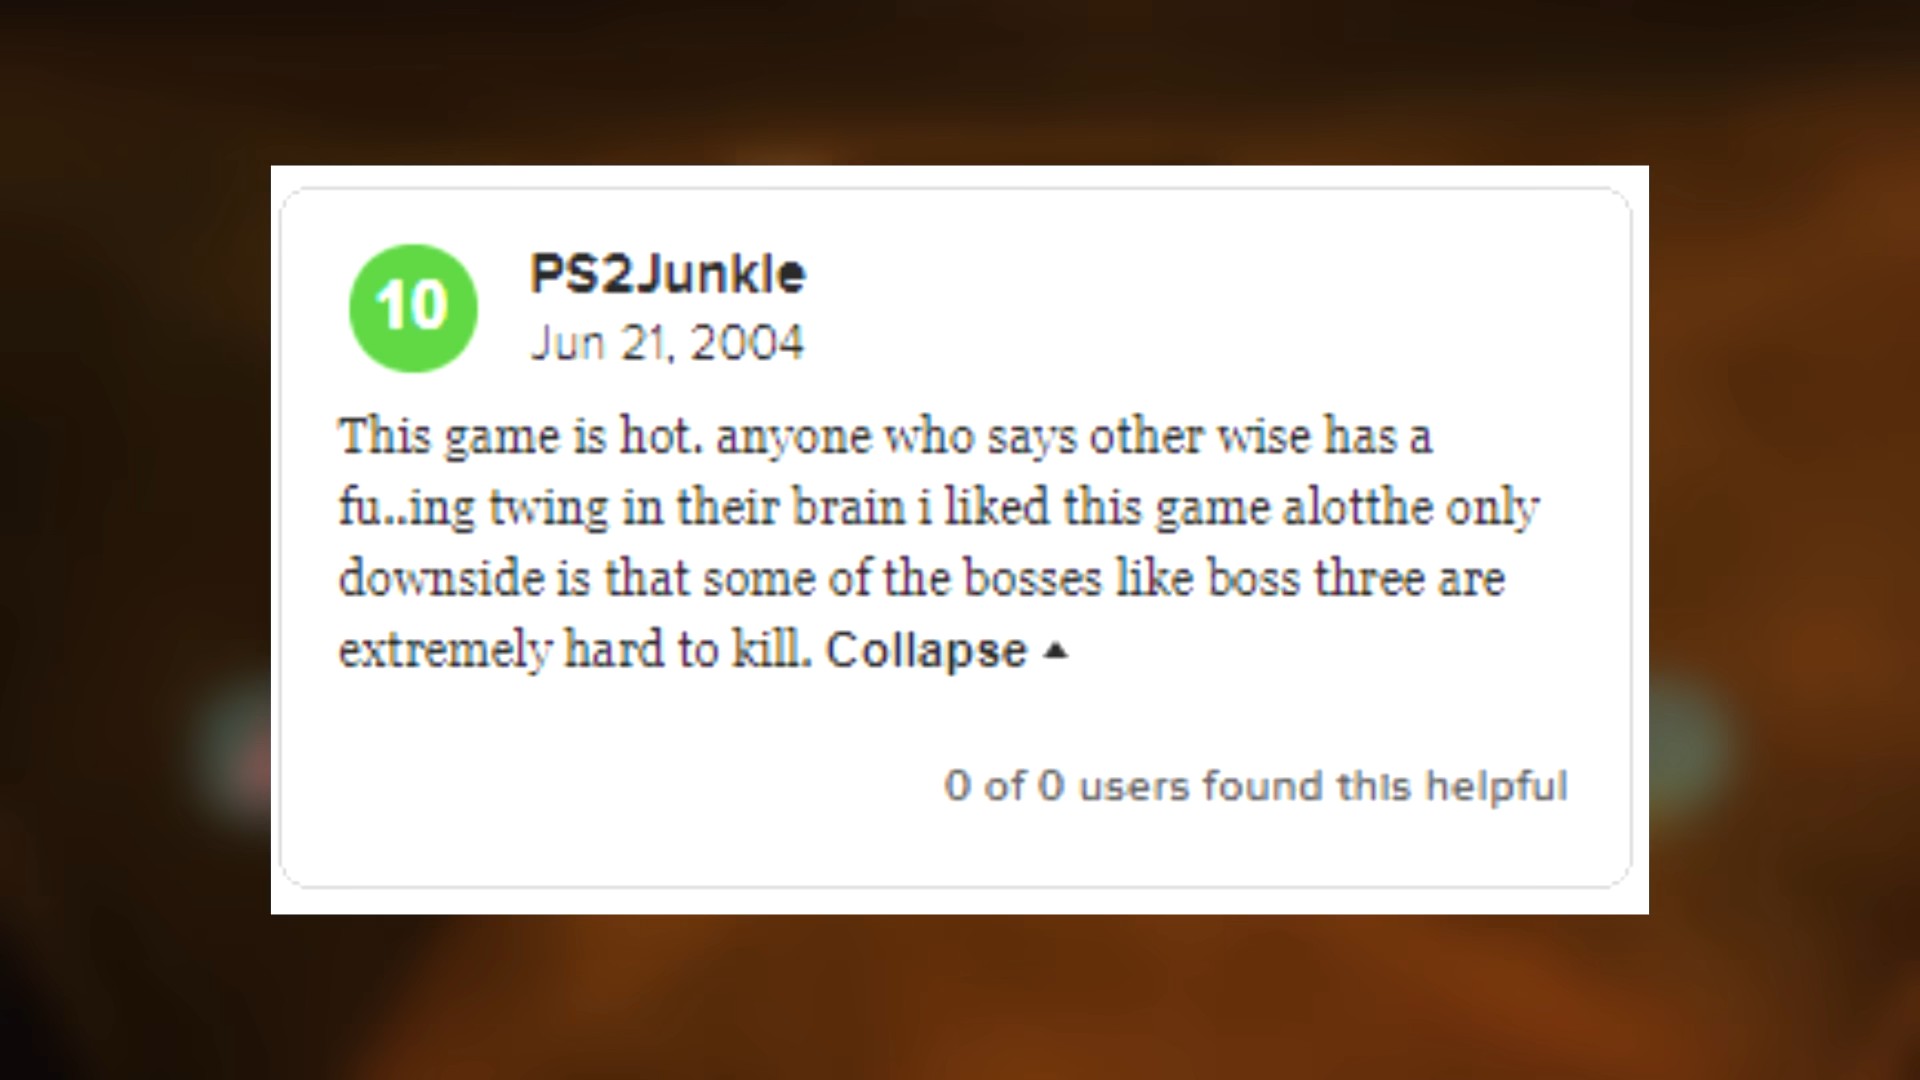 10
PS2Junkie
Jun 21, 2004
This game is hot. anyone who says other wise has a
fu..ing twing in their brain i liked this game alotthe only
downside is that some of the bosses like boss three are
extremely hard to kill. Collapse ▲
0 of 0 users found this helpful